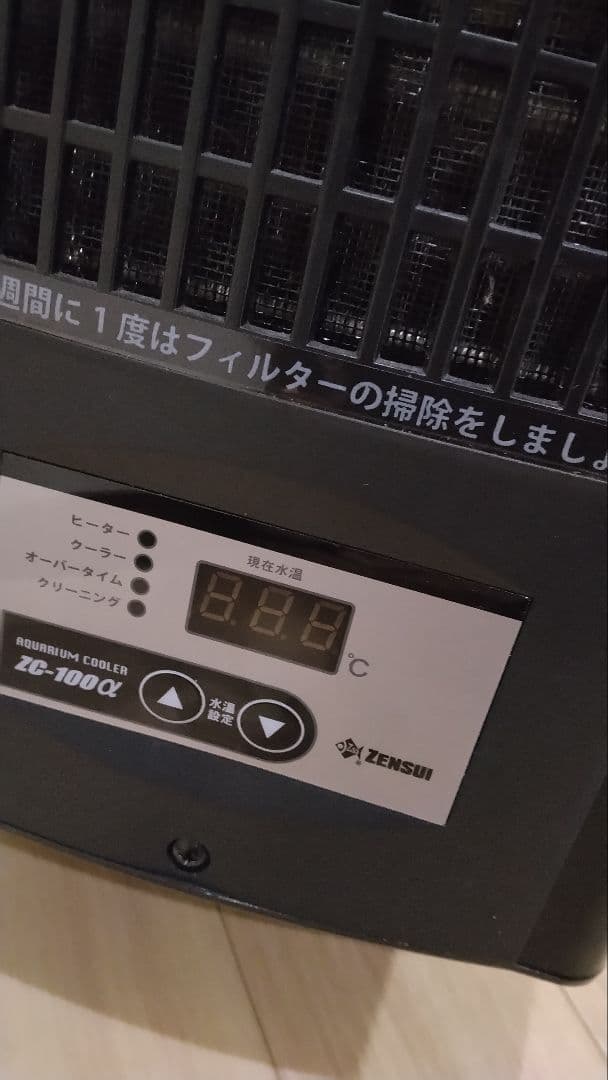 週間に1度はフィルターの掃除をしましょ
ヒーター
クーラー
オーバータイム
クリーニング
現在水温
℃
AQUARIUM COOLER
ZC-100α
水温
設定
ZENSUI